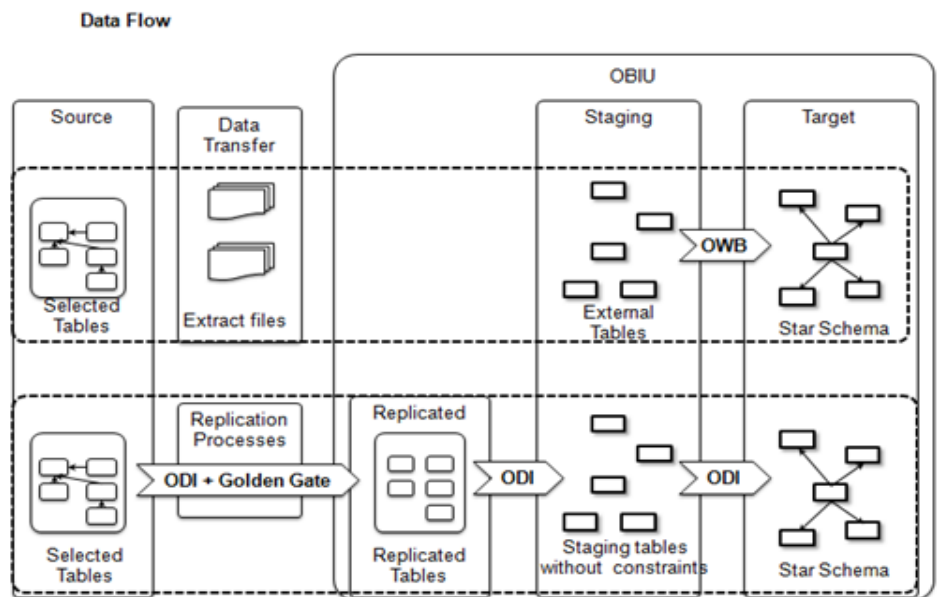 Data Flow
OBIU
Source
Data
Transfer
Staging
Target
Selected
Tables
Extract files
External
Tables
OWB
Star Schema
Replication
Processes
Replicated
ODI + Golden Gate
ODI
ODI
Selected
Tables
Replicated
Tables
Staging tables
without constraints
Star Schema